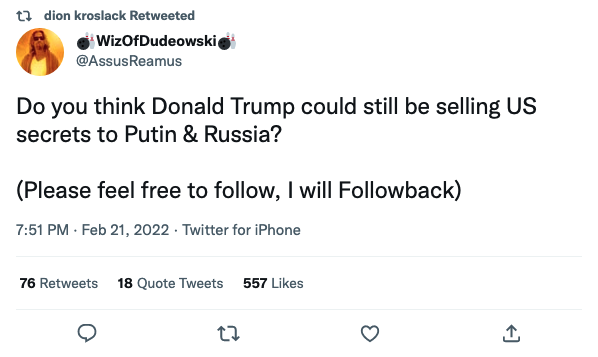 dion kroslack Retweeted
🎳WizOfDudeowski🎳
@AssusReamus
Do you think Donald Trump could still be selling US
secrets to Putin & Russia?
(Please feel free to follow, I will Followback)
7:51 PM · Feb 21, 2022 · Twitter for iPhone
76 Retweets 18 Quote Tweets 557 Likes